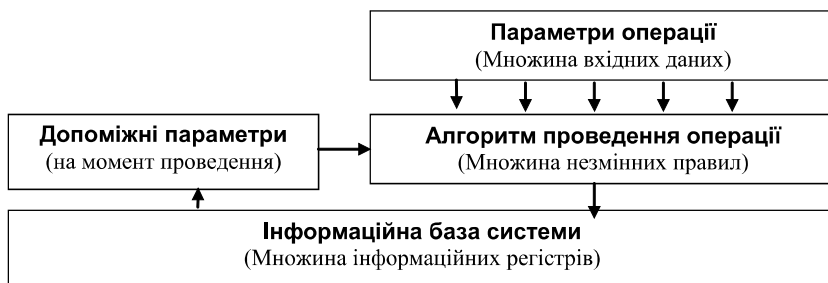 Параметри операції
(Множина вхідних даних)
Допоміжні параметри
(на момент проведення)
Алгоритм проведення операції
(Множина незмінних правил)
Інформаційна база системи
(Множина інформаційних регістрів)